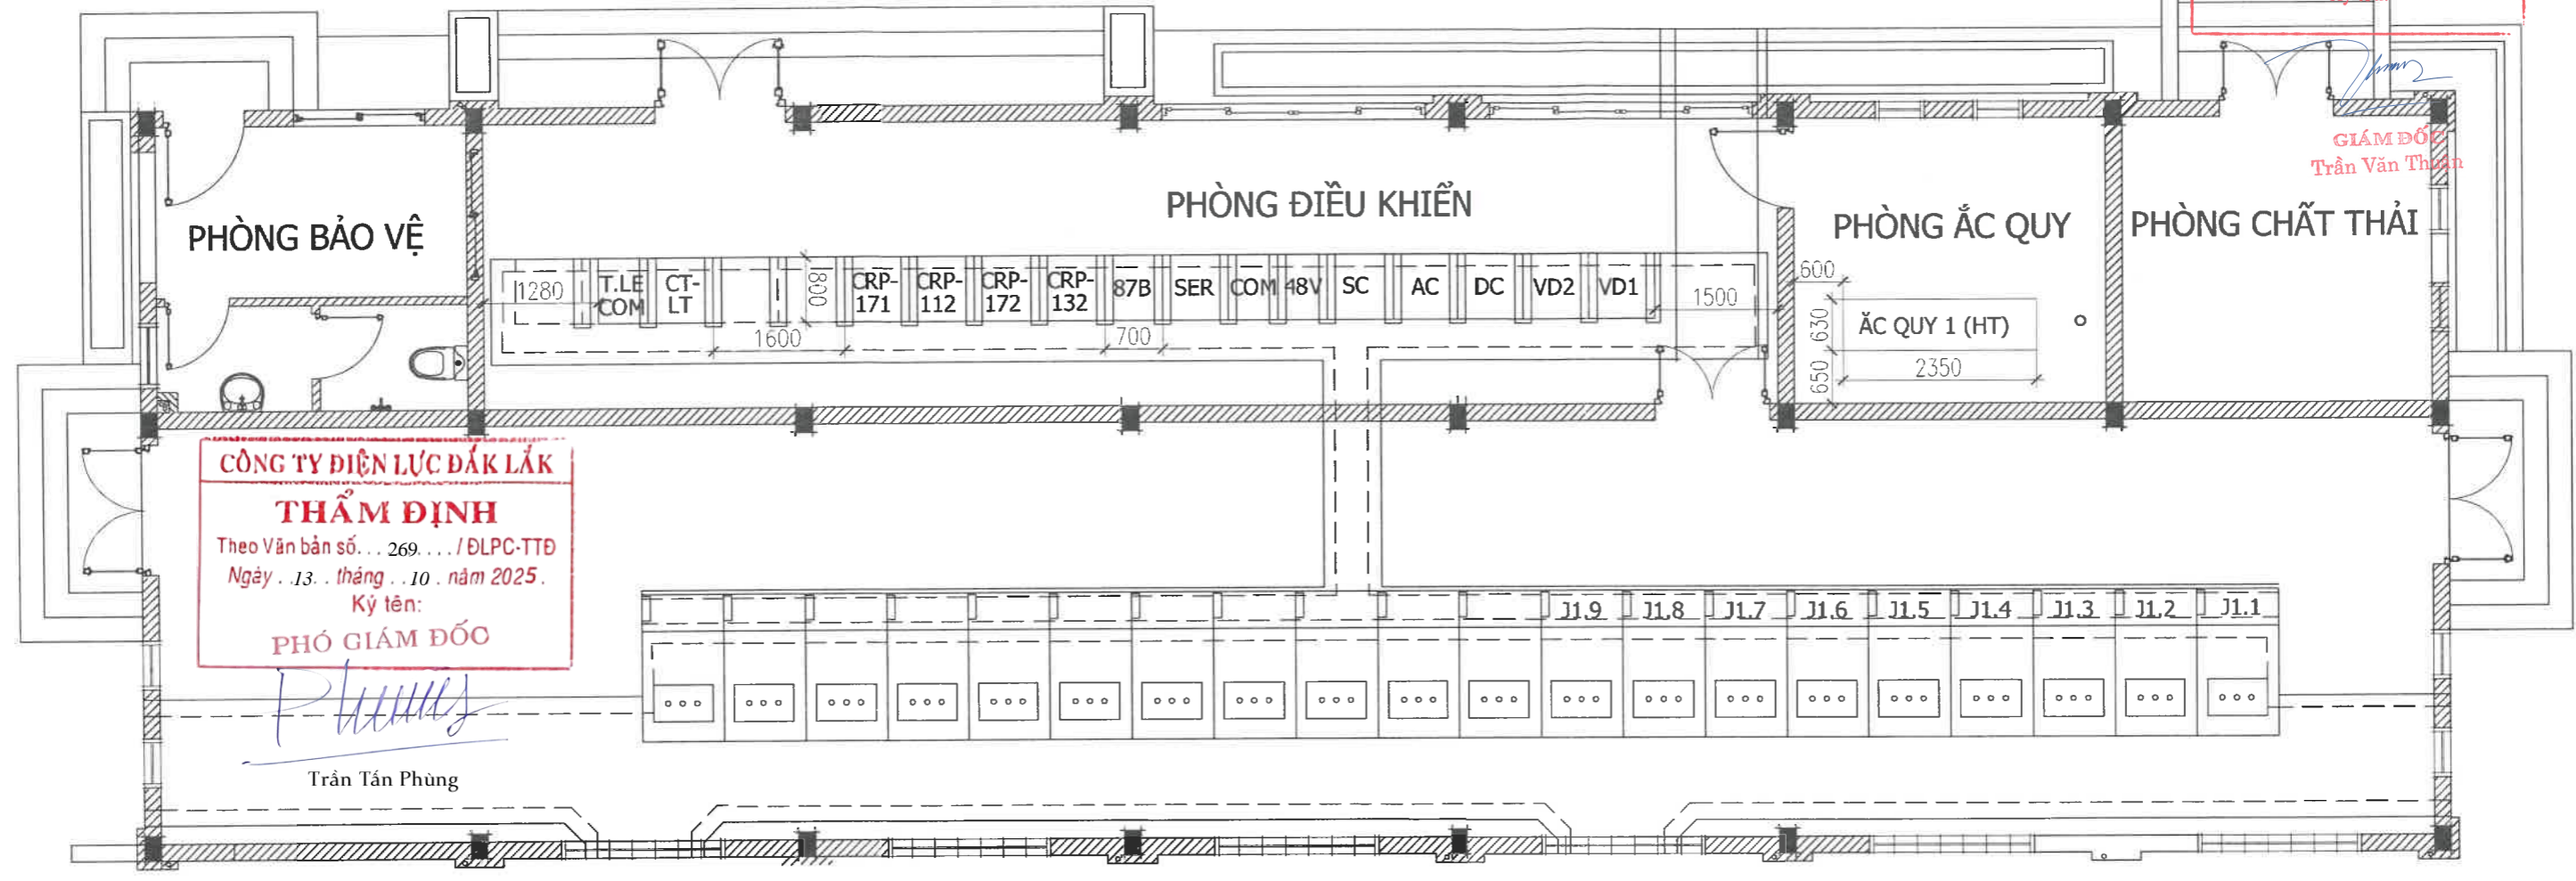 GIÁM ĐỐC
Trần Văn Thuận
PHÒNG BẢO VỆ
PHÒNG ĐIỀU KHIỂN
PHÒNG ẮC QUY
PHÒNG CHẤT THẢI
1280
T.LE
COM
CT-
LT
800
CRP-
171
CRP-
112
CRP-
172
CRP-
132
87B
SER
COM
48V
SC
AC
DC
VD2
VD1
1500
1600
700
600
630
650
ẮC QUY 1 (HT)
2350
CÔNG TY ĐIỆN LỰC ĐẮK LẮK
THẨM ĐỊNH
Theo Văn bản số... 269 .... / ĐLPC-TTĐ
Ngày . .13. . tháng . .10 . năm 2025 .
Ký tên:
PHÓ GIÁM ĐỐC
Trần Tấn Phùng
J1.9
J1.8
J1.7
J1.6
J1.5
J1.4
J1.3
J1.2
J1.1